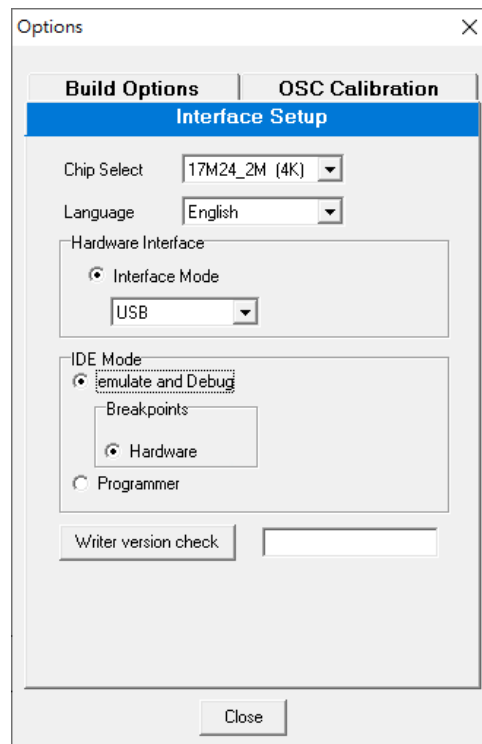 Options
Build Options
OSC Calibration
Interface Setup
Chip Select
17M24_2M (4K)
Language
English
Hardware Interface
Interface Mode
USB
IDE Mode
emulate and Debug
Breakpoints
Hardware
Programmer
Writer version check
Close